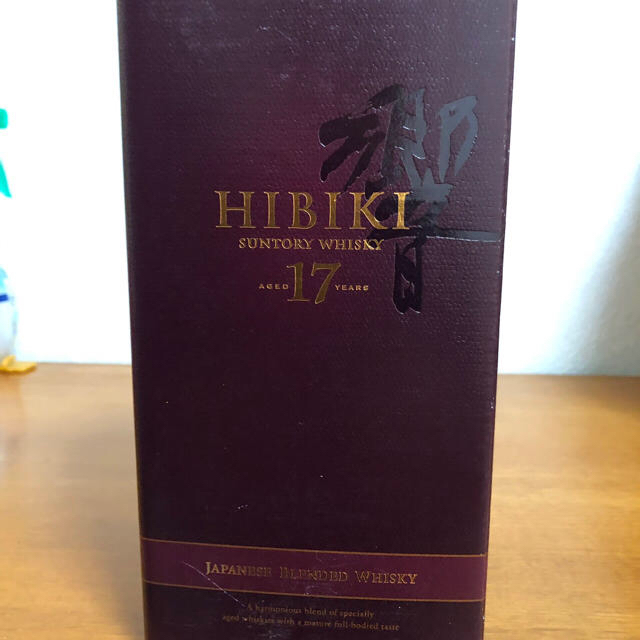 響
HIBIKI
SUNTORY WHISKY
AGED 17 YEARS
JAPANESE BLENDED WHISKY
A harmonious blend of specially
aged whiskies with a mature full-bodied taste